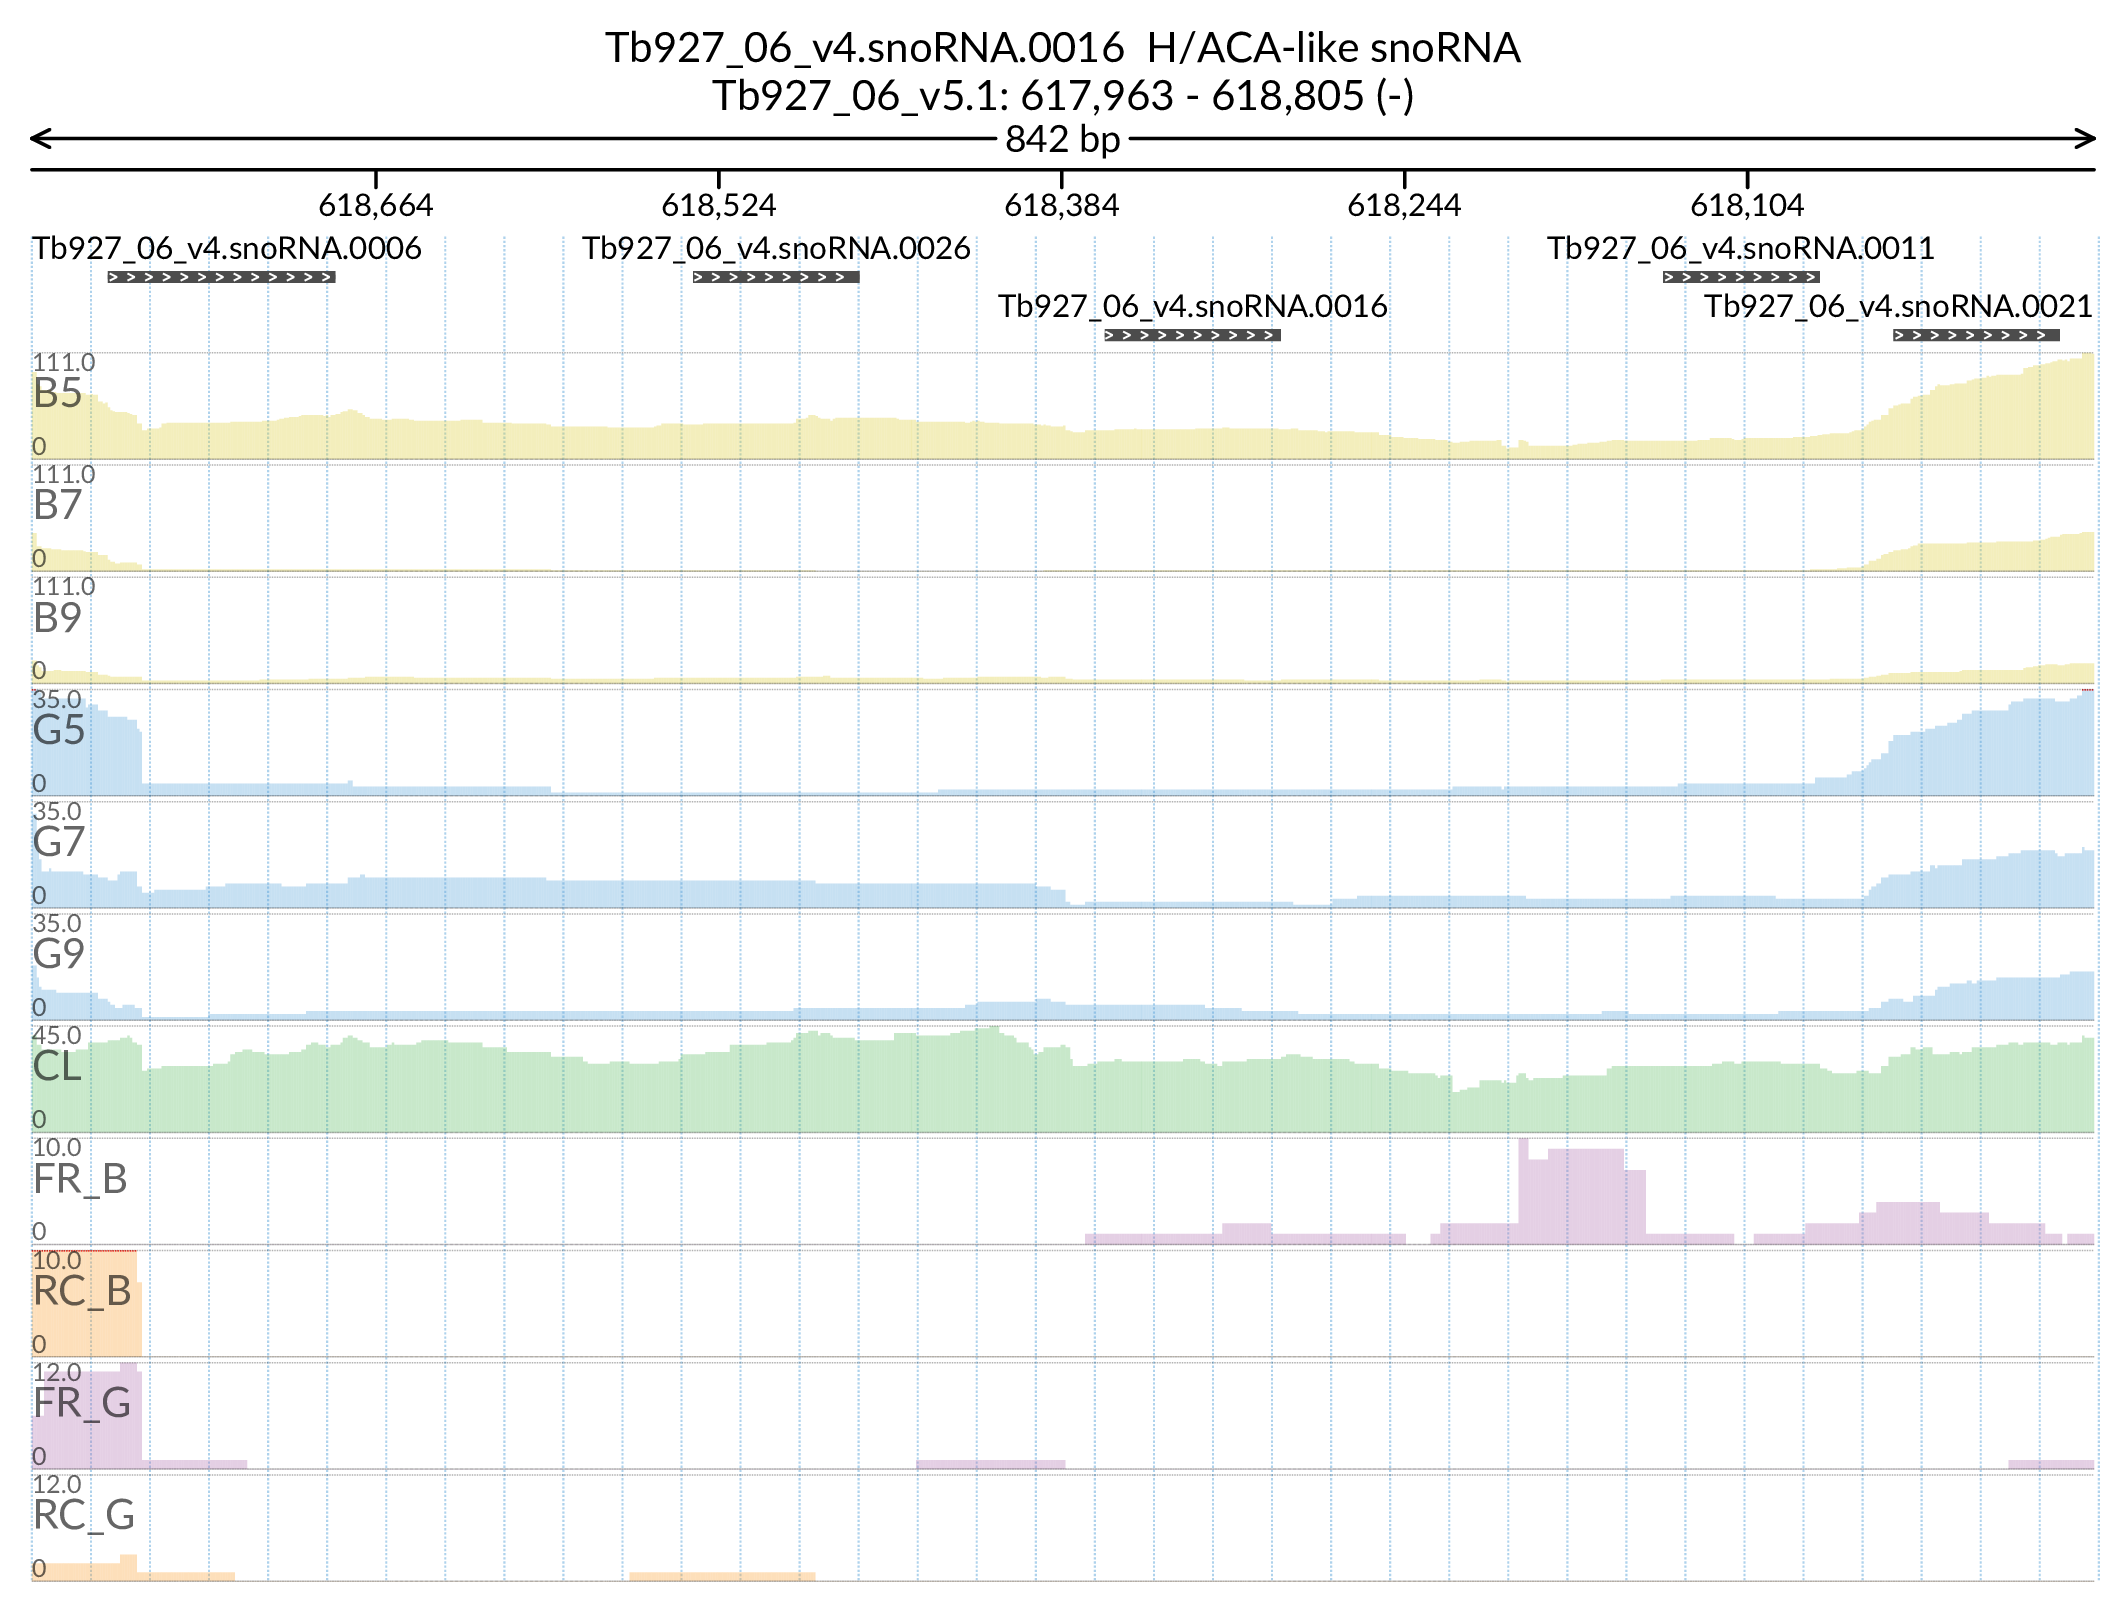 Tb927_06_v4.snoRNA.0016 H/ACA-like snoRNA
Tb927_06_v5.1: 617,963 - 618,805 (-)
842 bp
618,664 618,524 618,384 618,244 618,104
Tb927_06_v4.snoRNA.0006 Tb927_06_v4.snoRNA.0026 Tb927_06_v4.snoRNA.0011
Tb927_06_v4.snoRNA.0016 Tb927_06_v4.snoRNA.0021
111.0
B5
0
111.0
B7
0
111.0
B9
0
35.0
G5
0
35.0
G7
0
35.0
G9
0
45.0
CL
0
10.0
FR_B
0
10.0
RC_B
0
12.0
FR_G
0
12.0
RC_G
0